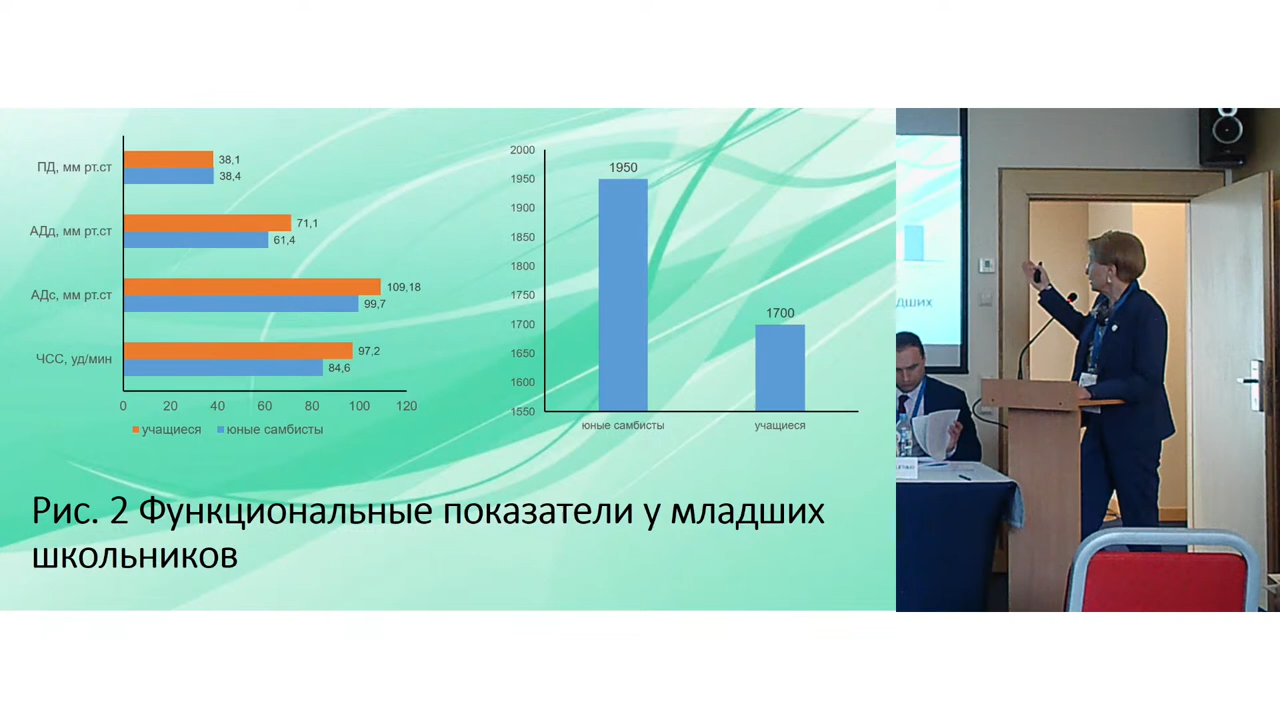 ПД, мм рт.ст
38,1
38,4
АДд, мм рт.ст
71,1
61,4
АДс, мм рт.ст
109,18
99,7
ЧСС, уд/мин
97,2
84,6
0 20 40 60 80 100 120
учащиеся юные самбисты
2000
1950
1900
1850
1800
1750
1700
1650
1600
1550
1950
1700
юные самбисты учащиеся
Рис. 2 Функциональные показатели у младших
школьников
дших